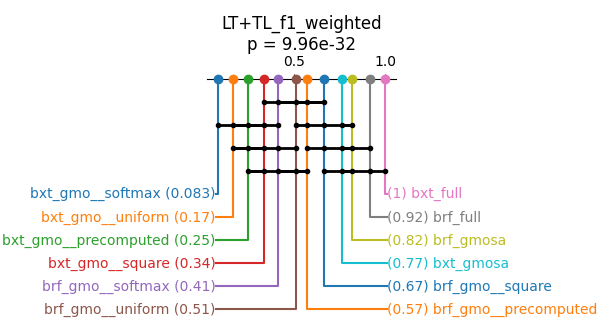 LT+TL_f1_weighted
p = 9.96e-32
0.5 1.0
bxt_gmo__softmax (0.083) (1) bxt_full
bxt_gmo__uniform (0.17) (0.92) brf_full
bxt_gmo__precomputed (0.25) (0.82) brf_gmosa
bxt_gmo__square (0.34) (0.77) bxt_gmosa
brf_gmo__softmax (0.41) (0.67) brf_gmo__square
brf_gmo__uniform (0.51) (0.57) brf_gmo__precomputed